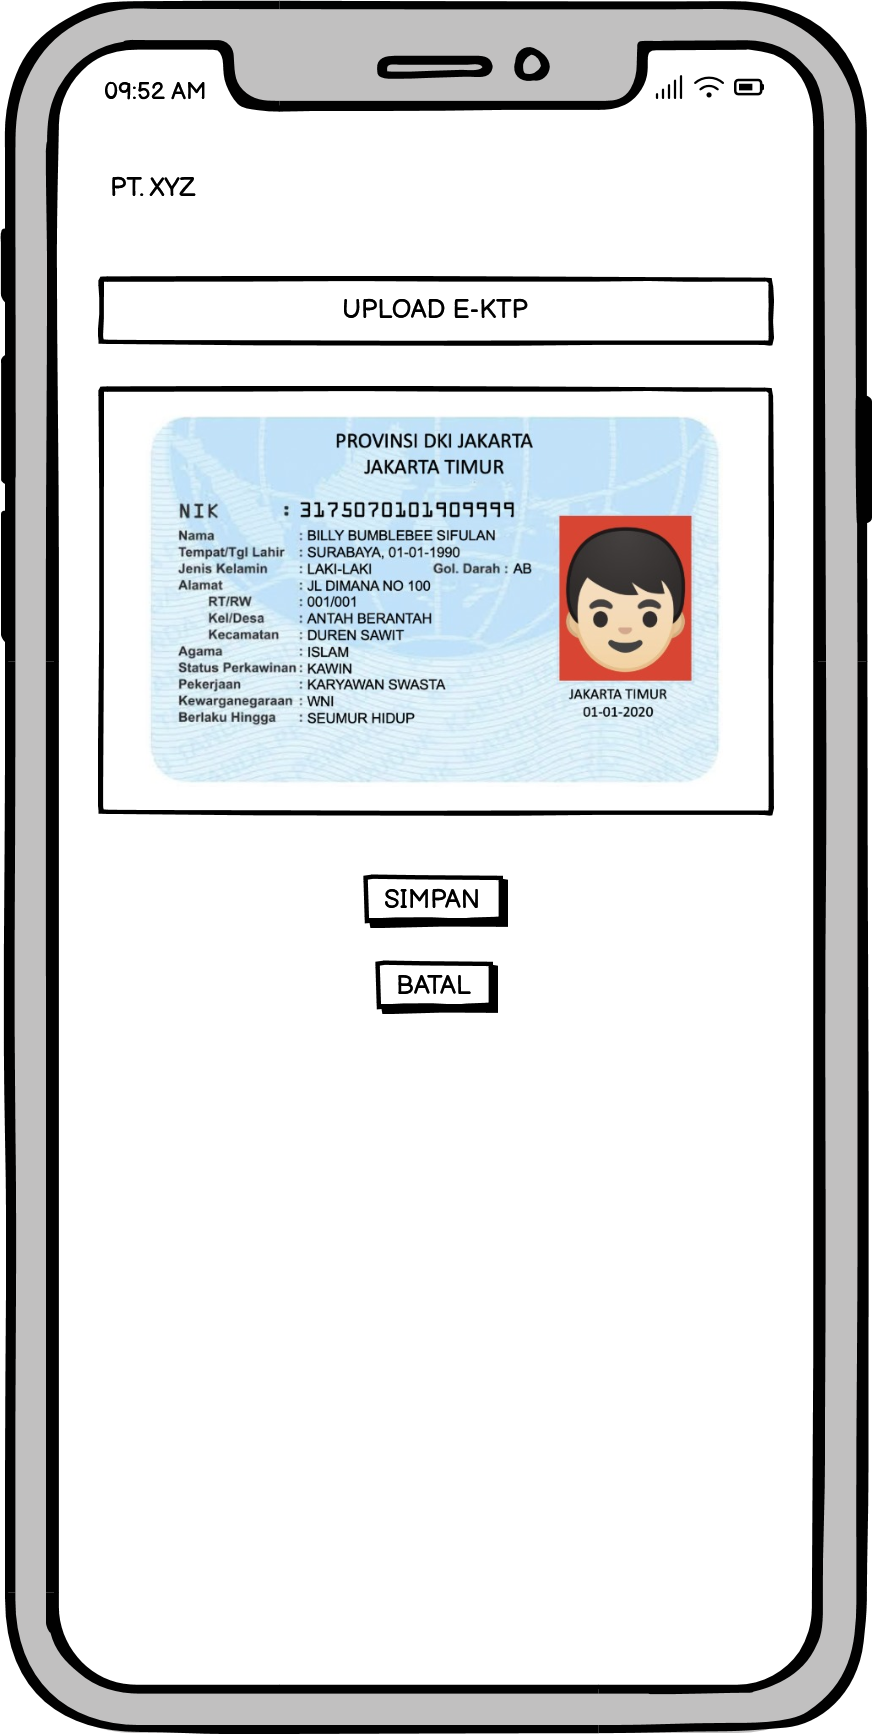 09:52 AM
PT. XYZ
UPLOAD E-KTP
PROVINSI DKI JAKARTA
JAKARTA TIMUR
NIK : 3175070101909999
Nama : BILLY BUMBLEBEE SIFULAN
Tempat/Tgl Lahir : SURABAYA, 01-01-1990
Jenis Kelamin : LAKI-LAKI Gol. Darah : AB
Alamat : JL DIMANA NO 100
RT/RW : 001/001
Kel/Desa : ANTAH BERANTAH
Kecamatan : DUREN SAWIT
Agama : ISLAM
Status Perkawinan : KAWIN
Pekerjaan : KARYAWAN SWASTA
Kewarganegaraan : WNI
Berlaku Hingga : SEUMUR HIDUP
JAKARTA TIMUR
01-01-2020
SIMPAN
BATAL